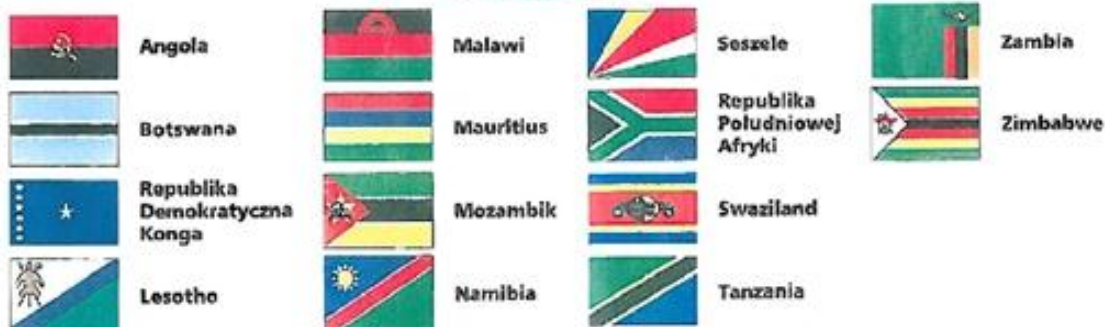 Angola
Botswana
Republika
Demokratyczna
Konga
Lesotho
Malawi
Mauritius
Mozambik
Namibia
Seszele
Republika
Południowej
Afryki
Swaziland
Tanzania
Zambia
Zimbabwe